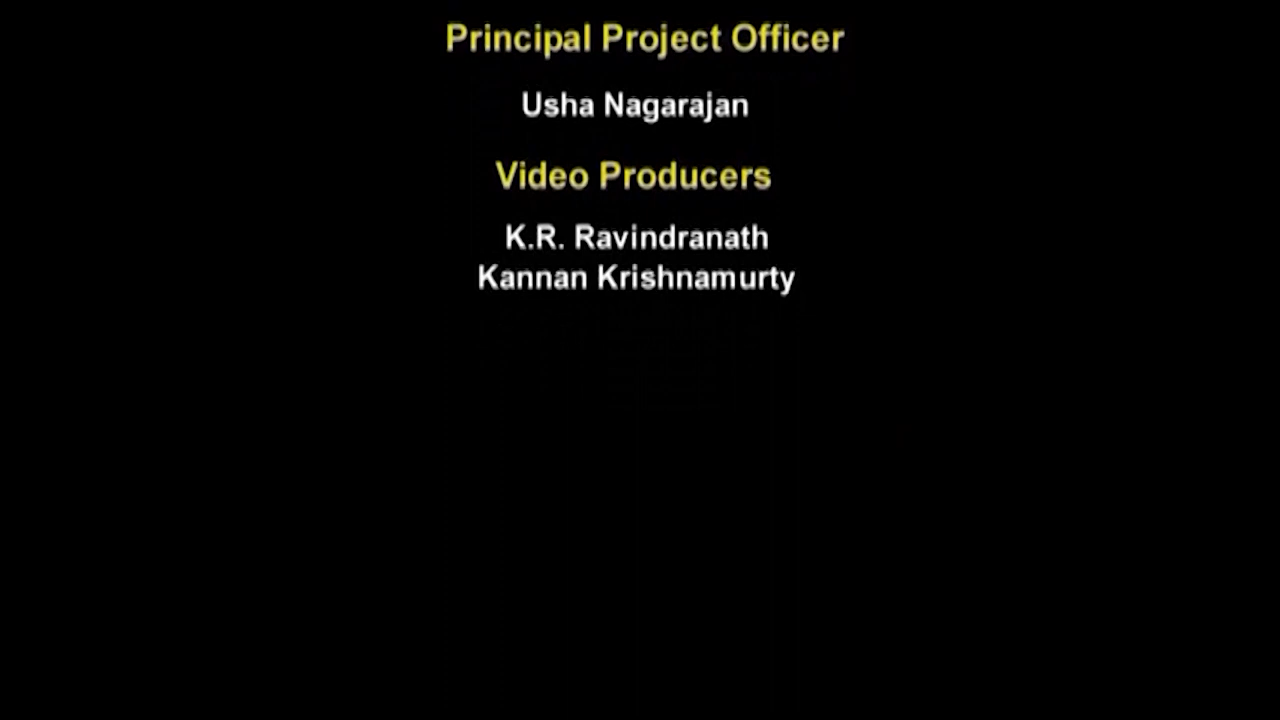 Principal Project Officer
Usha Nagarajan
Video Producers
K.R. Ravindranath
Kannan Krishnamurty